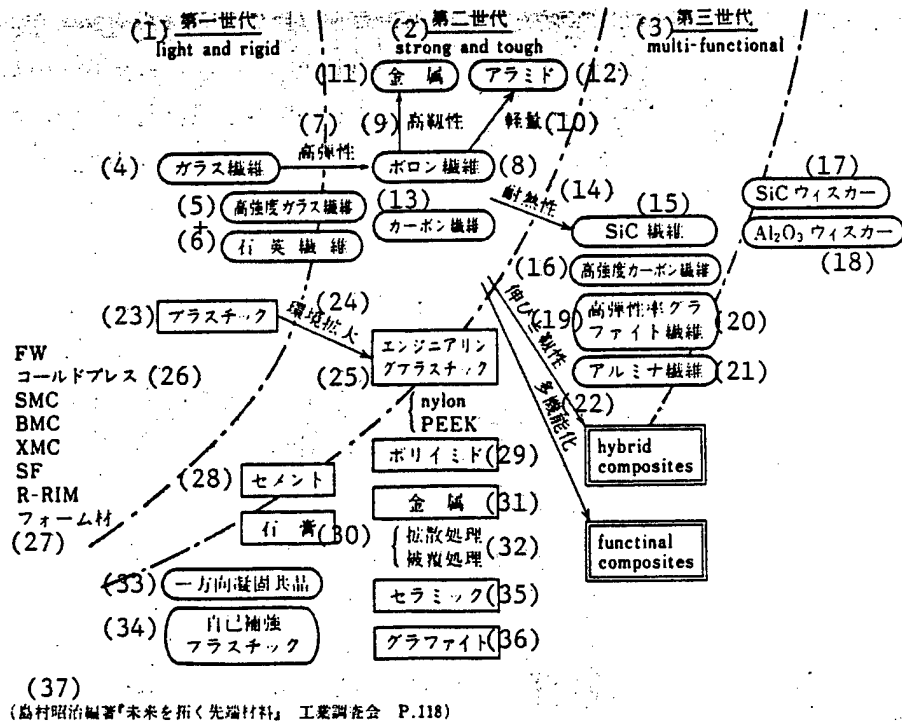 (1) 第一世代
light and rigid
(2) 第二世代
strong and tough
(3) 第三世代
multi-functional
(11) 金属
アラミド (12)
(7) 高弾性
(9) 高靱性
軽量 (10)
(4) ガラス繊維
ボロン繊維 (8)
(5) 高強度ガラス繊維
+
(6) 石英繊維
(13)
カーボン繊維
耐熱性 (14)
(15)
SiC 繊維
(16) 高強度カーボン繊維
(17)
SiC ウィスカー
Al₂O₃ ウィスカー
(18)
(19) 伸びと靱性
高弾性率グラ
ファイト繊維 (20)
アルミナ繊維 (21)
(22) 多機能化
(23) プラスチック
(24) 環境拡大
エンジニアリン
(25) グプラスチック
nylon
PEEK
FW
コールドプレス (26)
SMC
BMC
XMC
SF
R-RIM
フォーム材
(27)
(28) セメント
ポリイミド (29)
石膏 (30)
金属 (31)
拡散処理
被覆処理 (32)
hybrid
composites
functinal
composites
(33) 一方向凝固共晶
(34) 自己補強
プラスチック
セラミック (35)
グラファイト (36)
(37)
(島村昭治編著『未来を拓く先端材料』 工業調査会 P.118)